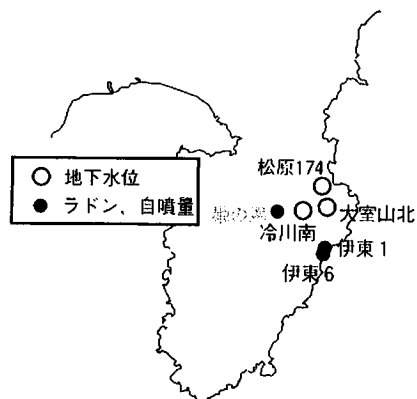 松原174
地下水位
ラドン、自噴量
大室山北
冷川南
伊東 1
伊東 6